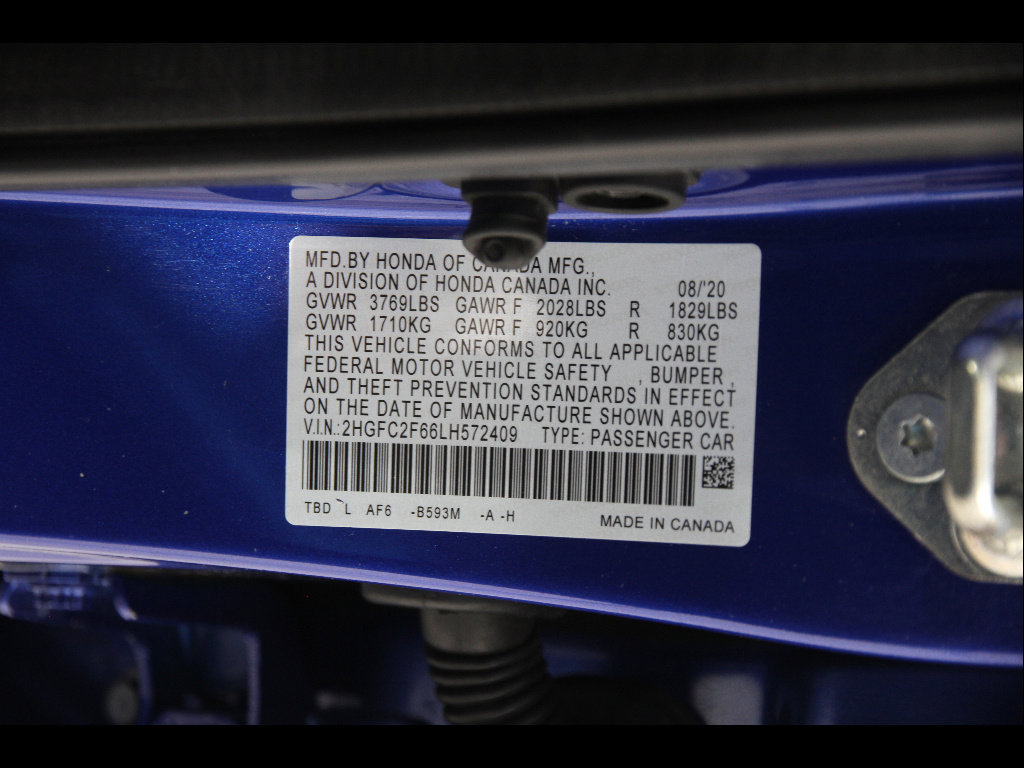 MFD.BY HONDA OF CANADA MFG.,
A DIVISION OF HONDA CANADA INC. 08/'20
GVWR 3769LBS GAWR F 2028LBS R 1829LBS
GVWR 1710KG GAWR F 920KG R 830KG
THIS VEHICLE CONFORMS TO ALL APPLICABLE
FEDERAL MOTOR VEHICLE SAFETY , BUMPER ,
AND THEFT PREVENTION STANDARDS IN EFFECT
ON THE DATE OF MANUFACTURE SHOWN ABOVE.
V.I.N.:2HGFC2F66LH572409 TYPE: PASSENGER CAR
TBD L AF6 -B593M -A -H MADE IN CANADA